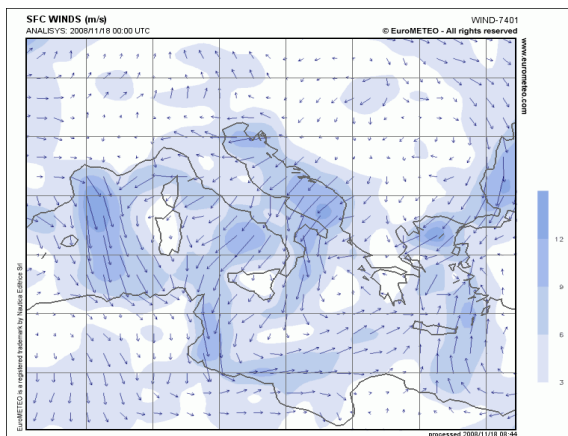 SFC WINDS (m/s)
WIND-7401
ANALISYS: 2008/11/18 00:00 UTC
© EuroMETEO - All rights reserved
www.eurometeo.com
EuroMETEO is a registered trademark by Nautica Editrice Srl
12
9
6
3
processed 2008/11/18 08:44